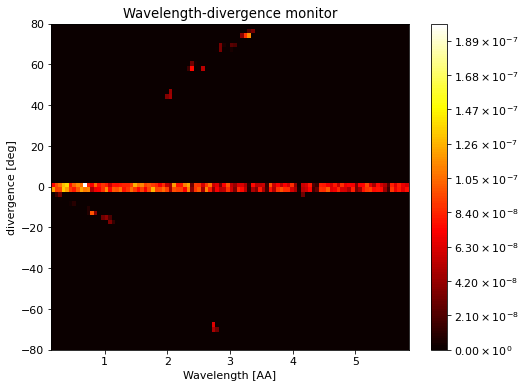 Wavelength-divergence monitor
80
60
40
20
0
−20
−40
−60
−80
divergence [deg]
1 2 3 4 5
Wavelength [AA]
1.89 × 10⁻⁷
1.68 × 10⁻⁷
1.47 × 10⁻⁷
1.26 × 10⁻⁷
1.05 × 10⁻⁷
8.40 × 10⁻⁸
6.30 × 10⁻⁸
4.20 × 10⁻⁸
2.10 × 10⁻⁸
0.00 × 10⁰